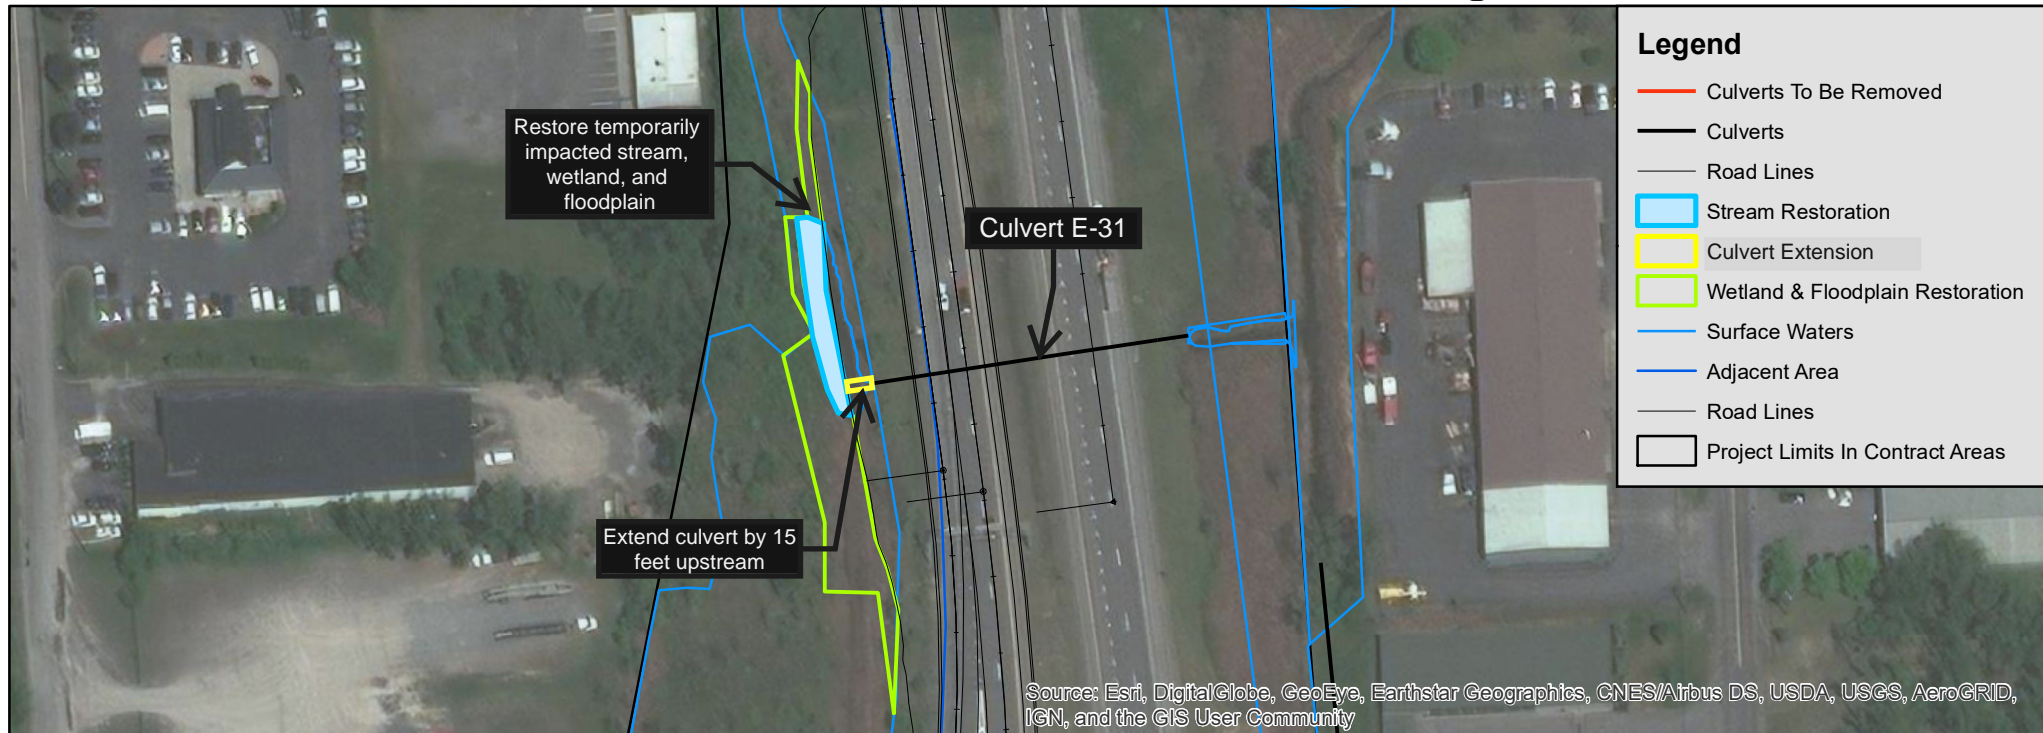 Restore temporarily
impacted stream,
wetland, and
floodplain
Culvert E-31
Extend culvert by 15
feet upstream
Legend
Culverts To Be Removed
Culverts
Road Lines
Stream Restoration
Culvert Extension
Wetland & Floodplain Restoration
Surface Waters
Adjacent Area
Road Lines
Project Limits In Contract Areas
Source: Esri, DigitalGlobe, GeoEye, Earthstar Geographics, CNES/Airbus DS, USDA, USGS, AeroGRID,
IGN, and the GIS User Community